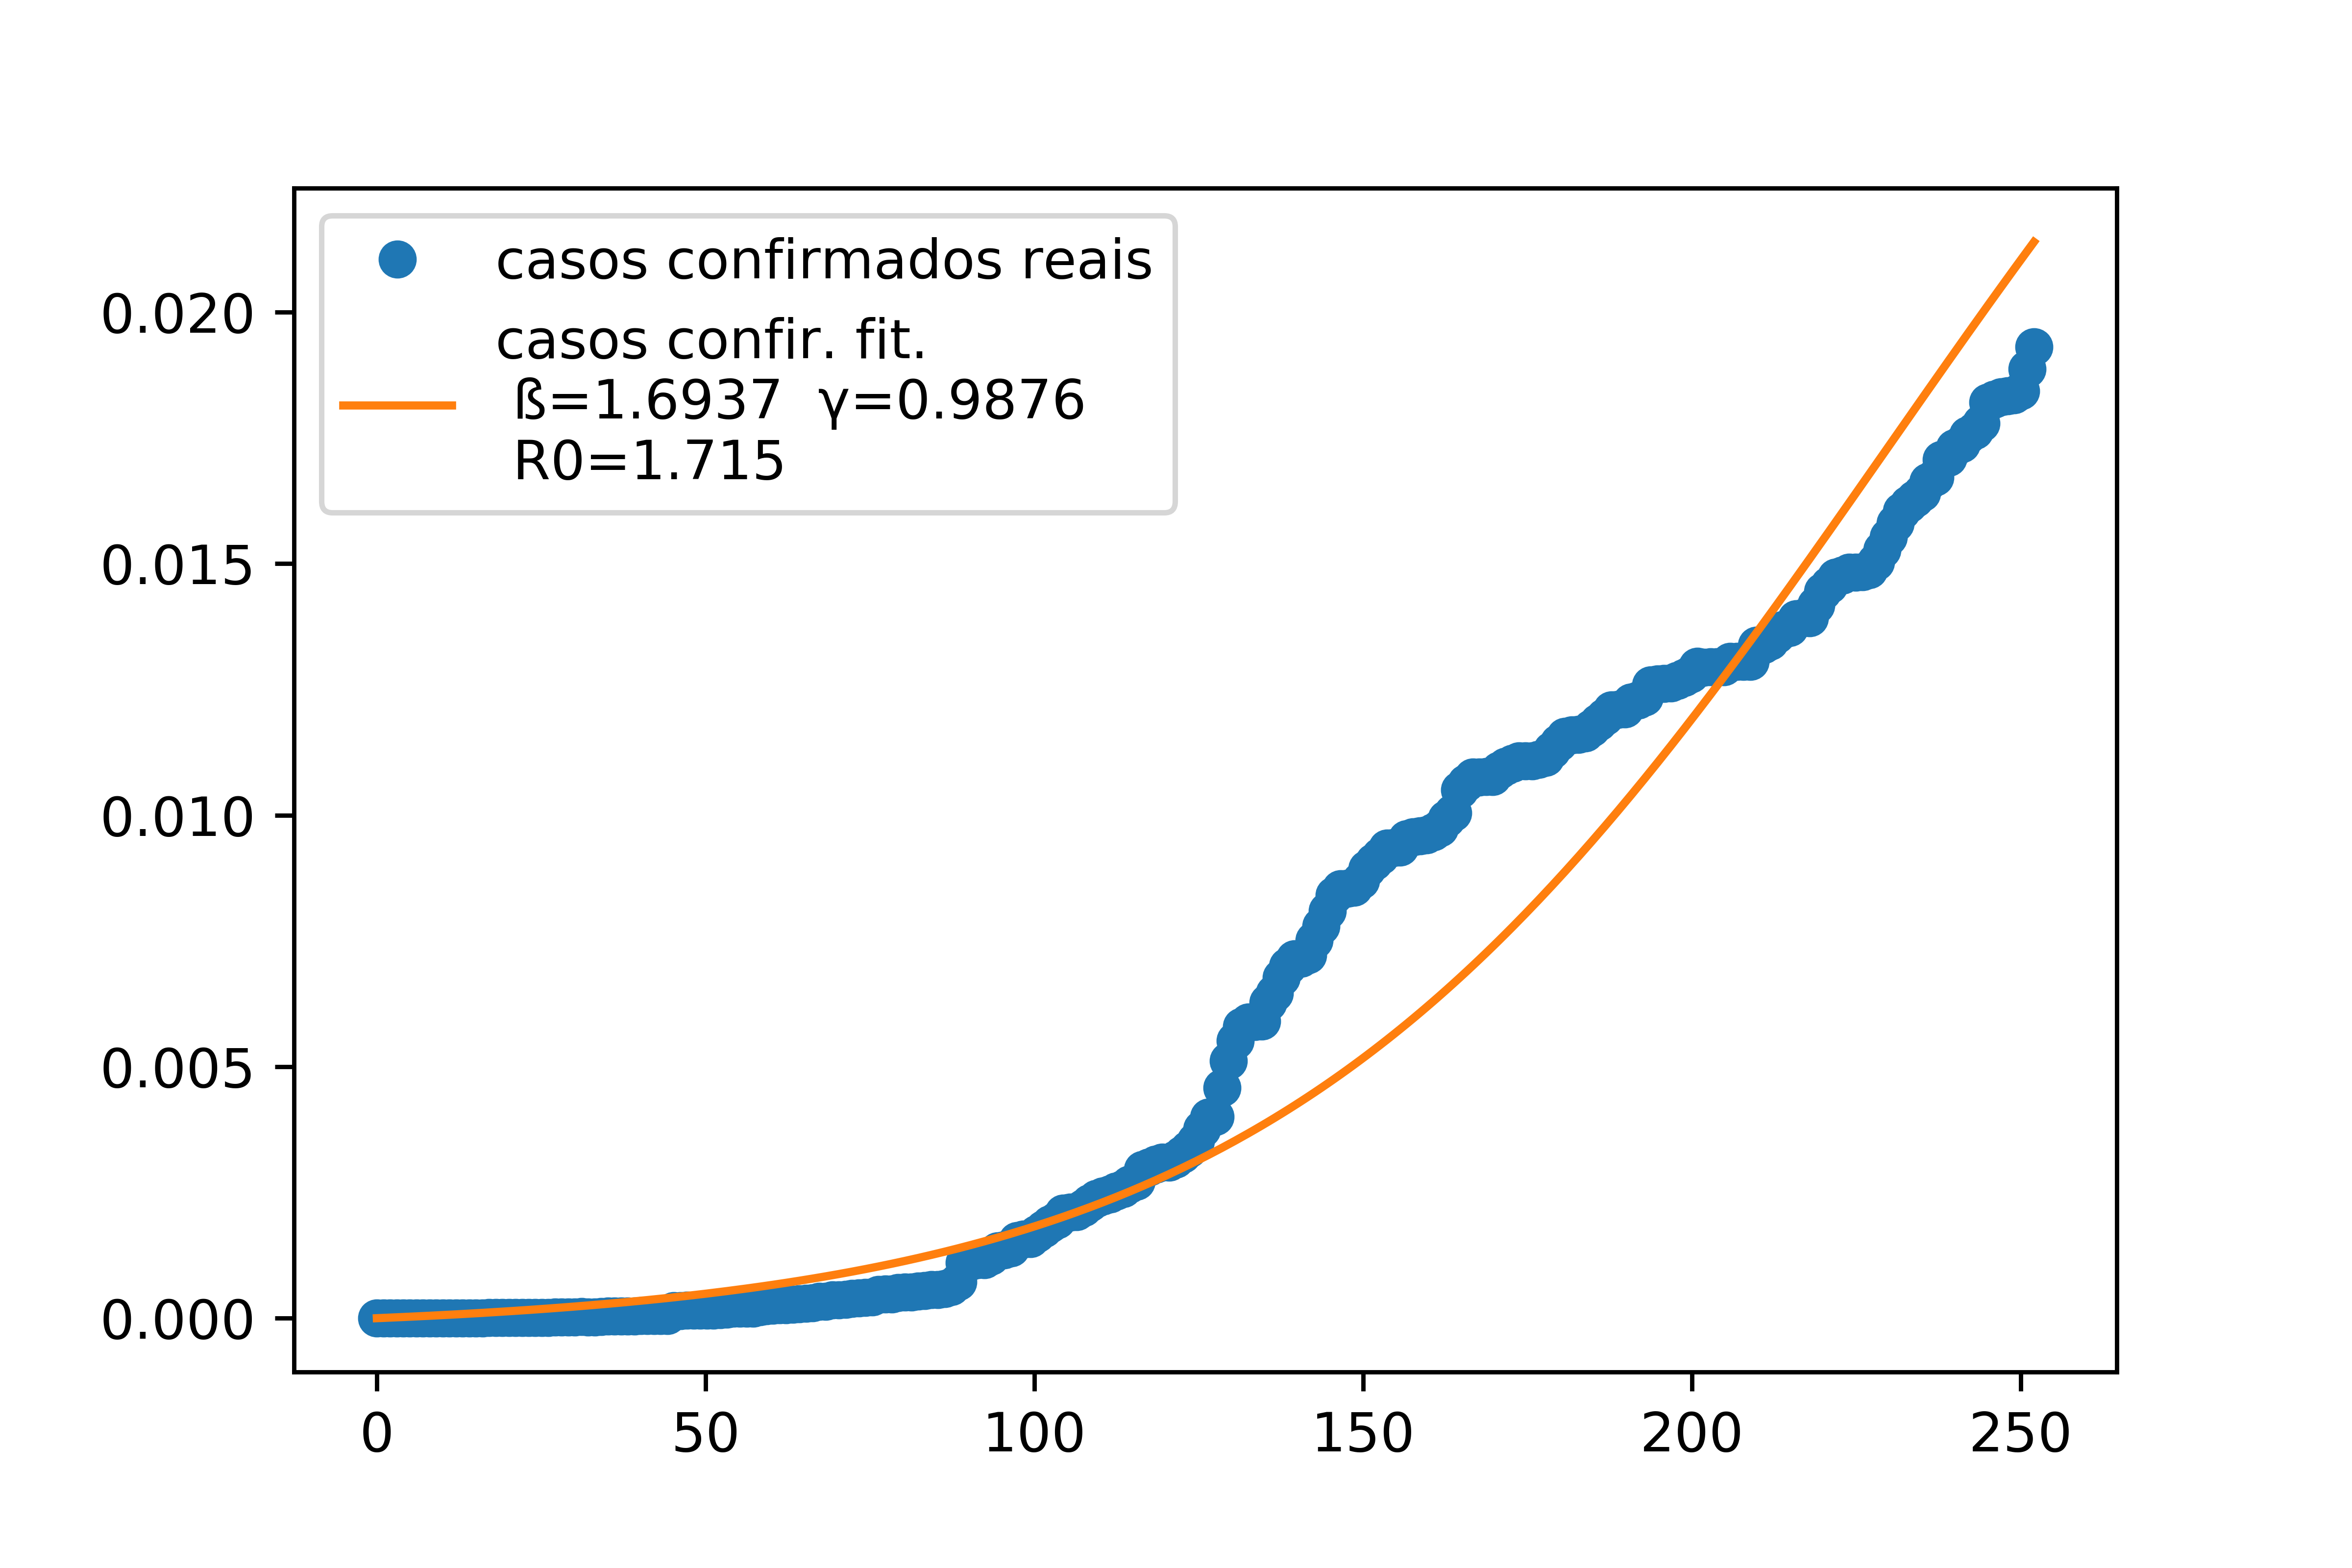 casos confirmados reais
casos confir. fit.
ß=1.6937 γ=0.9876
R0=1.715
0.020
0.015
0.010
0.005
0.000
0 50 100 150 200 250